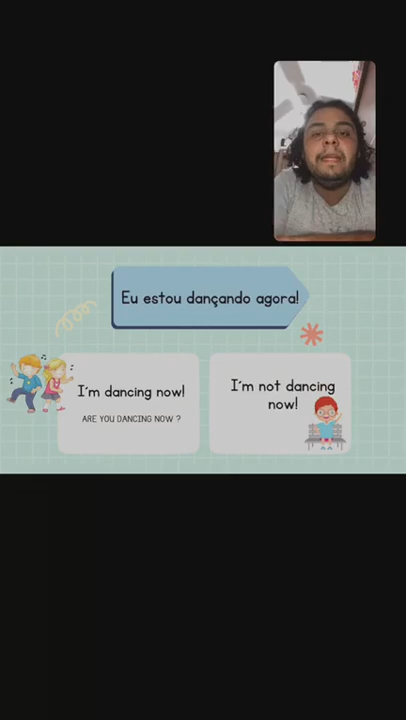 Eu estou dançando agora!
I'm dancing now!
ARE YOU DANCING NOW ?
I'm not dancing
now!